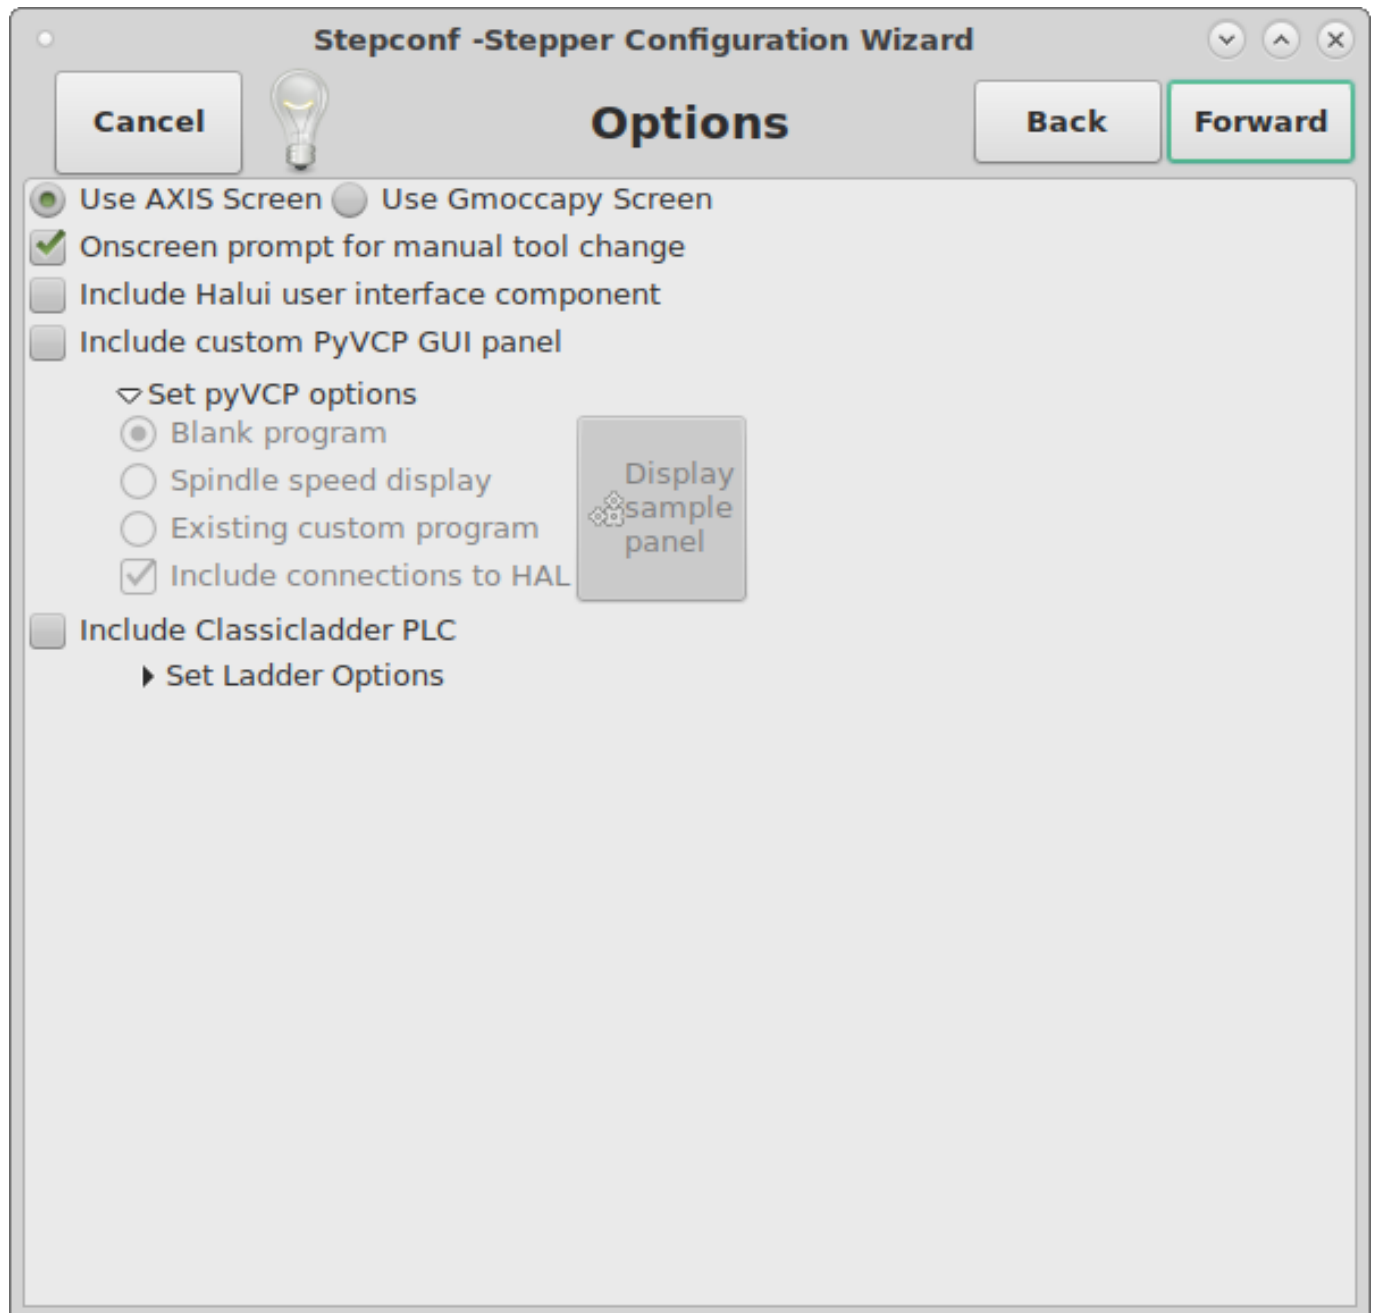 Stepconf -Stepper Configuration Wizard
Cancel
Options
Back
Forward
Use AXIS Screen
Use Gmoccapy Screen
Onscreen prompt for manual tool change
Include Halui user interface component
Include custom PyVCP GUI panel
Set pyVCP options
Blank program
Spindle speed display
Existing custom program
Include connections to HAL
Display
sample
panel
Include Classicladder PLC
Set Ladder Options